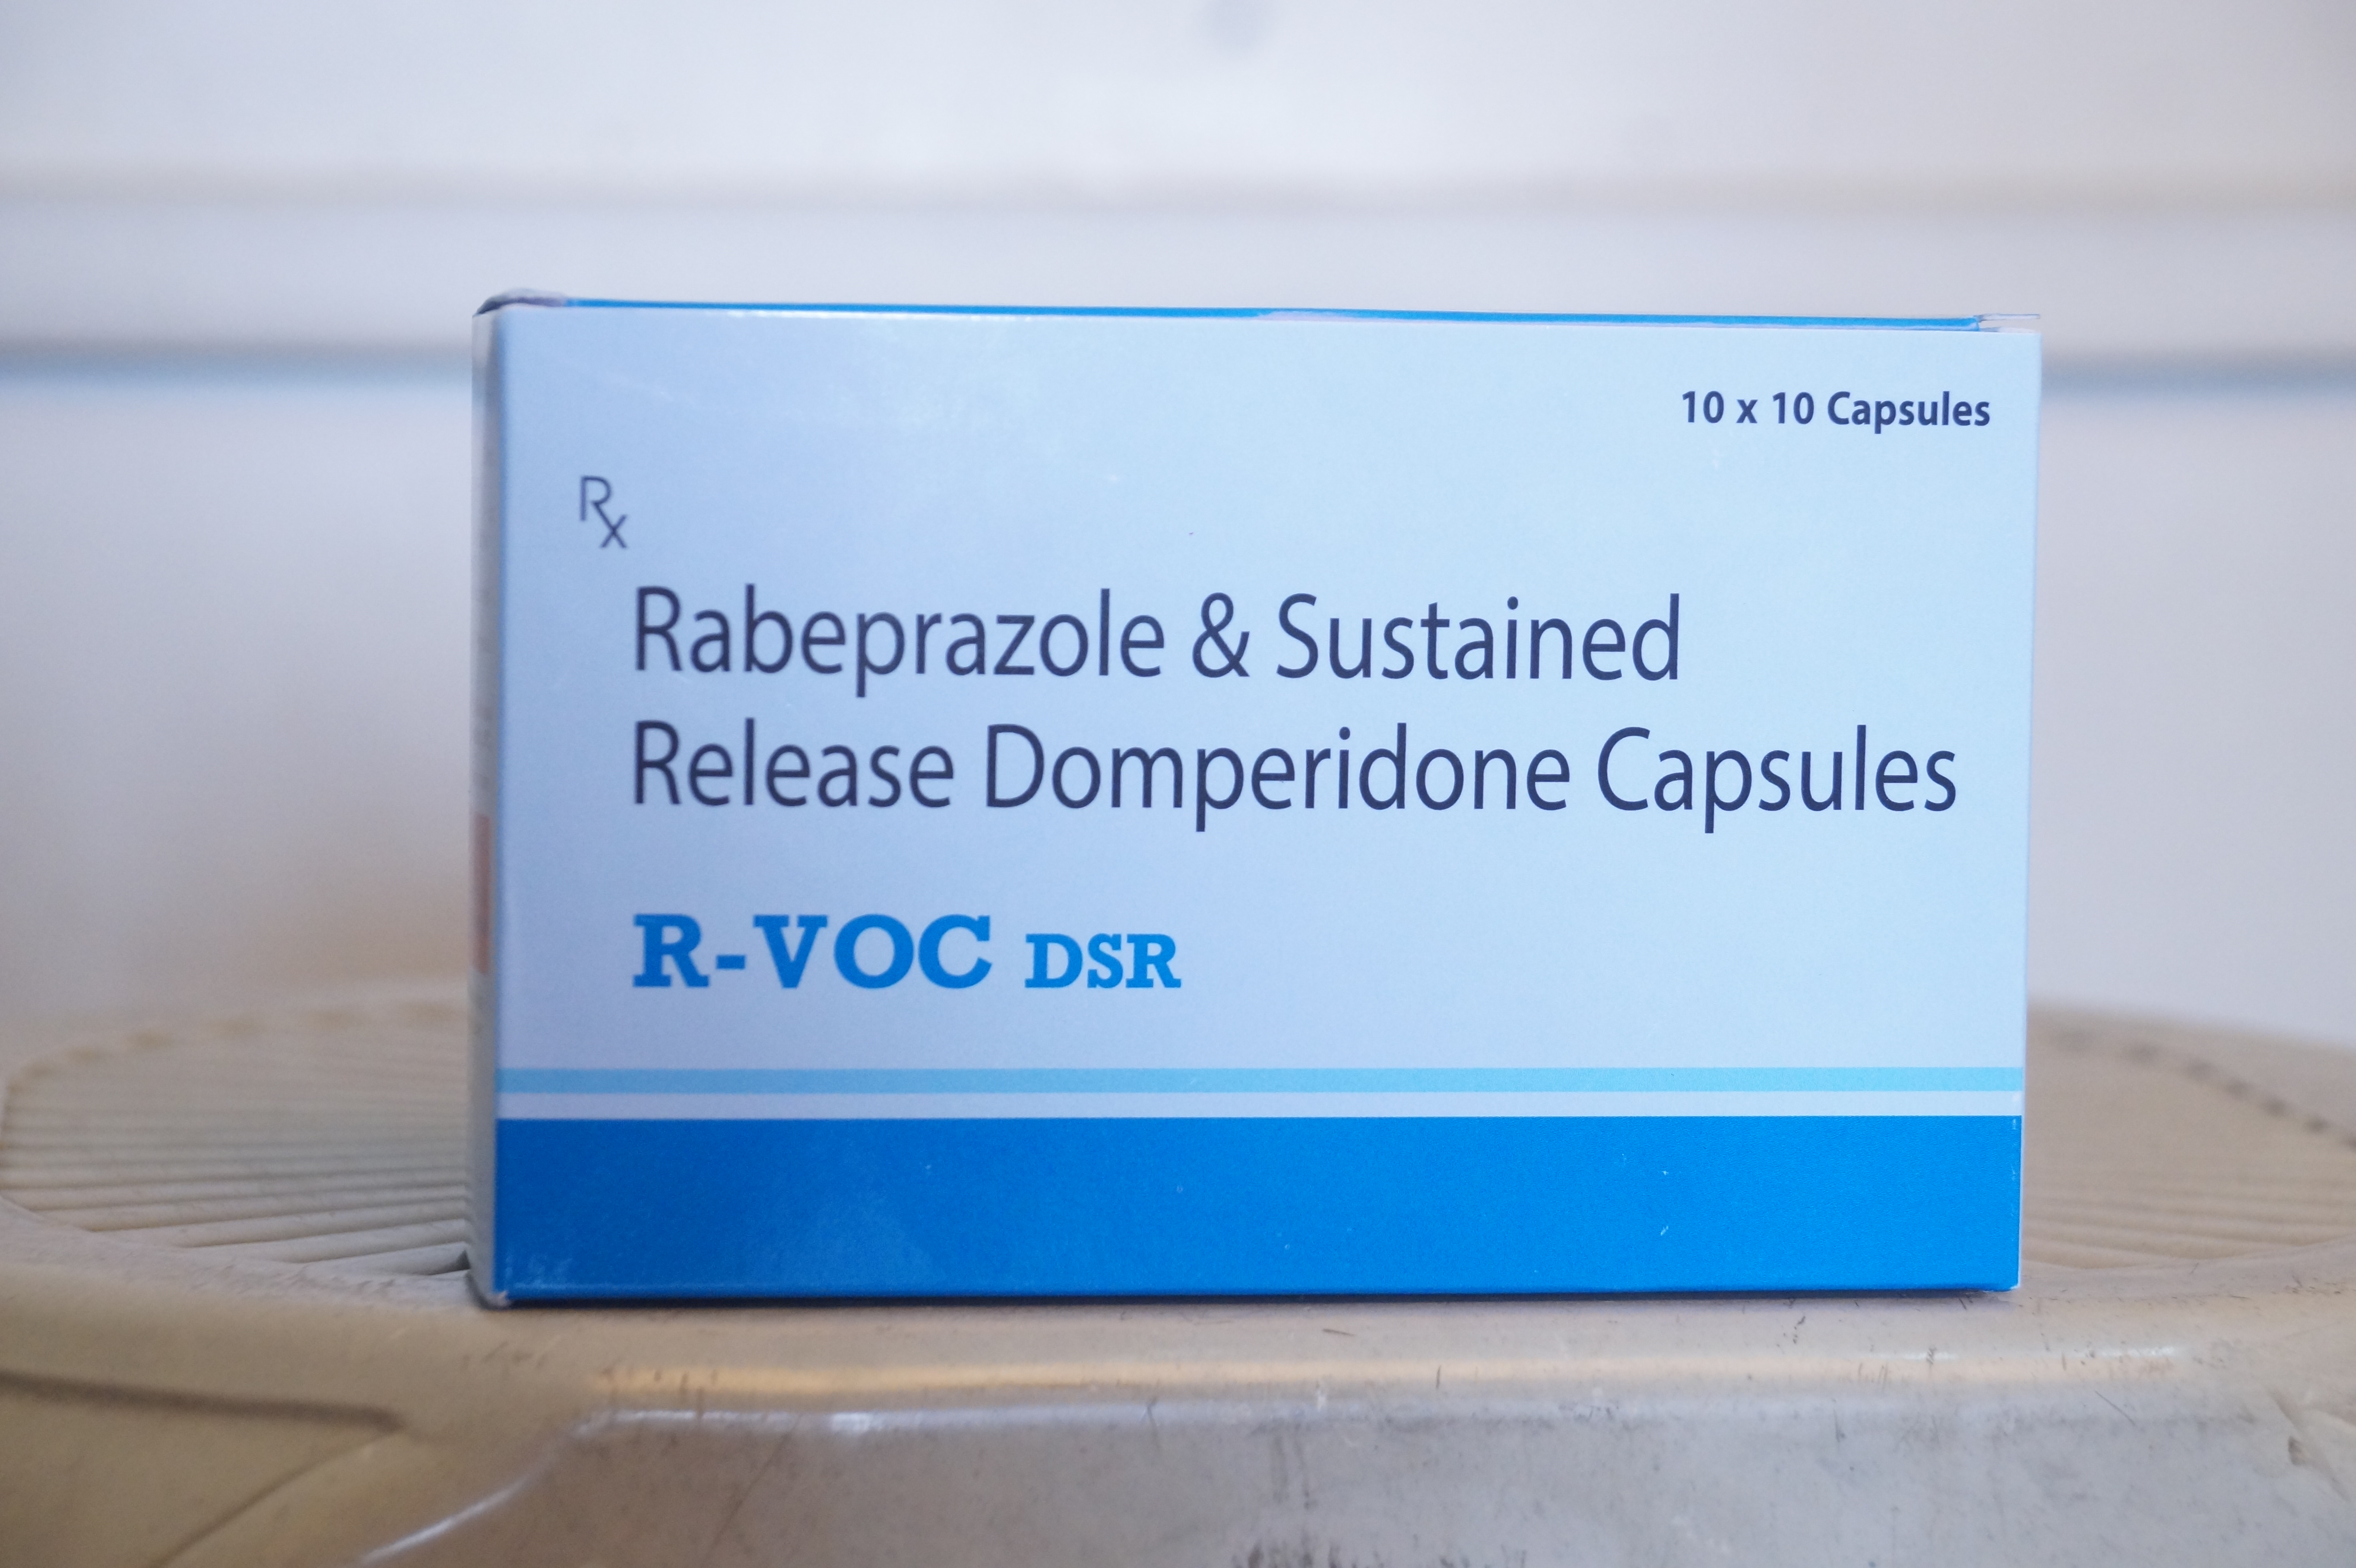 10 x 10 Capsules
Rx
Rabeprazole & Sustained
Release Domperidone Capsules
R-VOC DSR